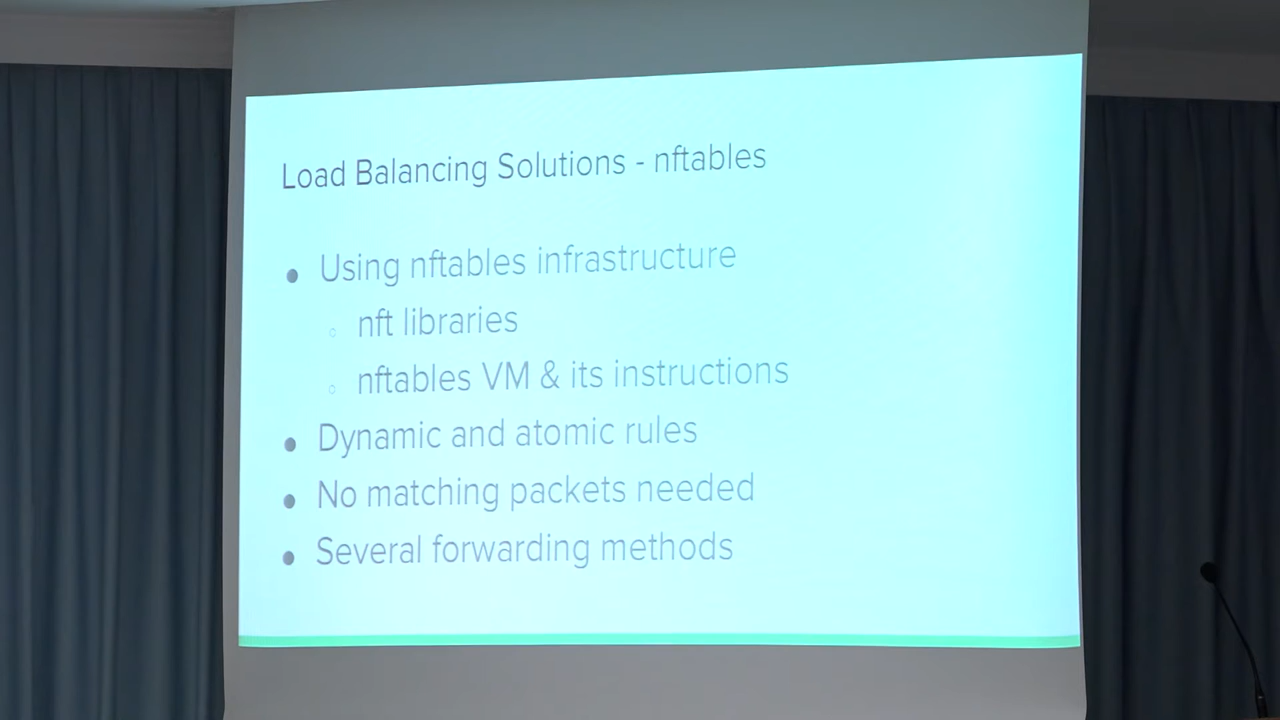 Load Balancing Solutions - nftables
● Using nftables infrastructure
○ nft libraries
○ nftables VM & its instructions
● Dynamic and atomic rules
● No matching packets needed
● Several forwarding methods